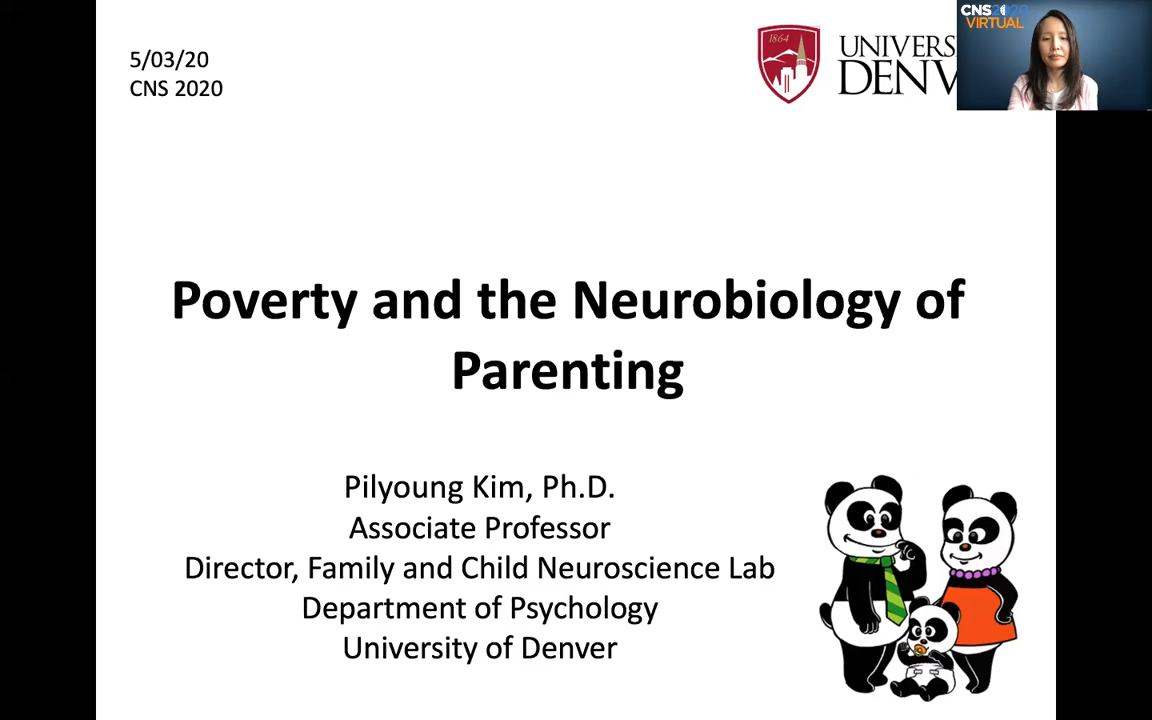 5/03/20
CNS 2020
1864
UNIVERS
DENV
CNS2020
VIRTUAL
Poverty and the Neurobiology of
Parenting
Pilyoung Kim, Ph.D.
Associate Professor
Director, Family and Child Neuroscience Lab
Department of Psychology
University of Denver